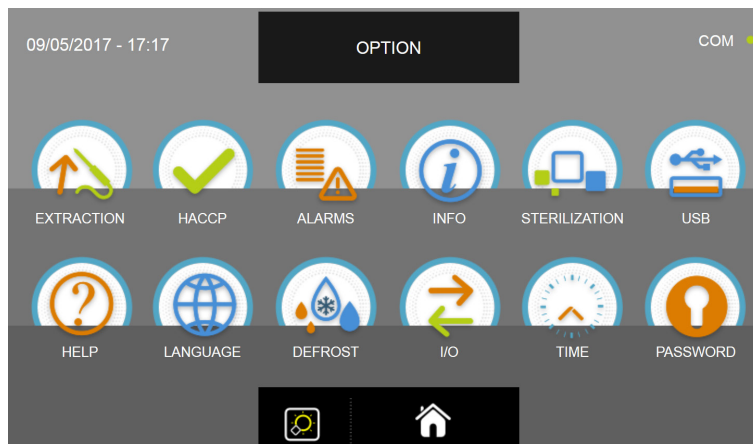 09/05/2017 - 17:17
OPTION
COM
EXTRACTION
HACCP
ALARMS
INFO
STERILIZATION
USB
HELP
LANGUAGE
DEFROST
I/O
TIME
PASSWORD